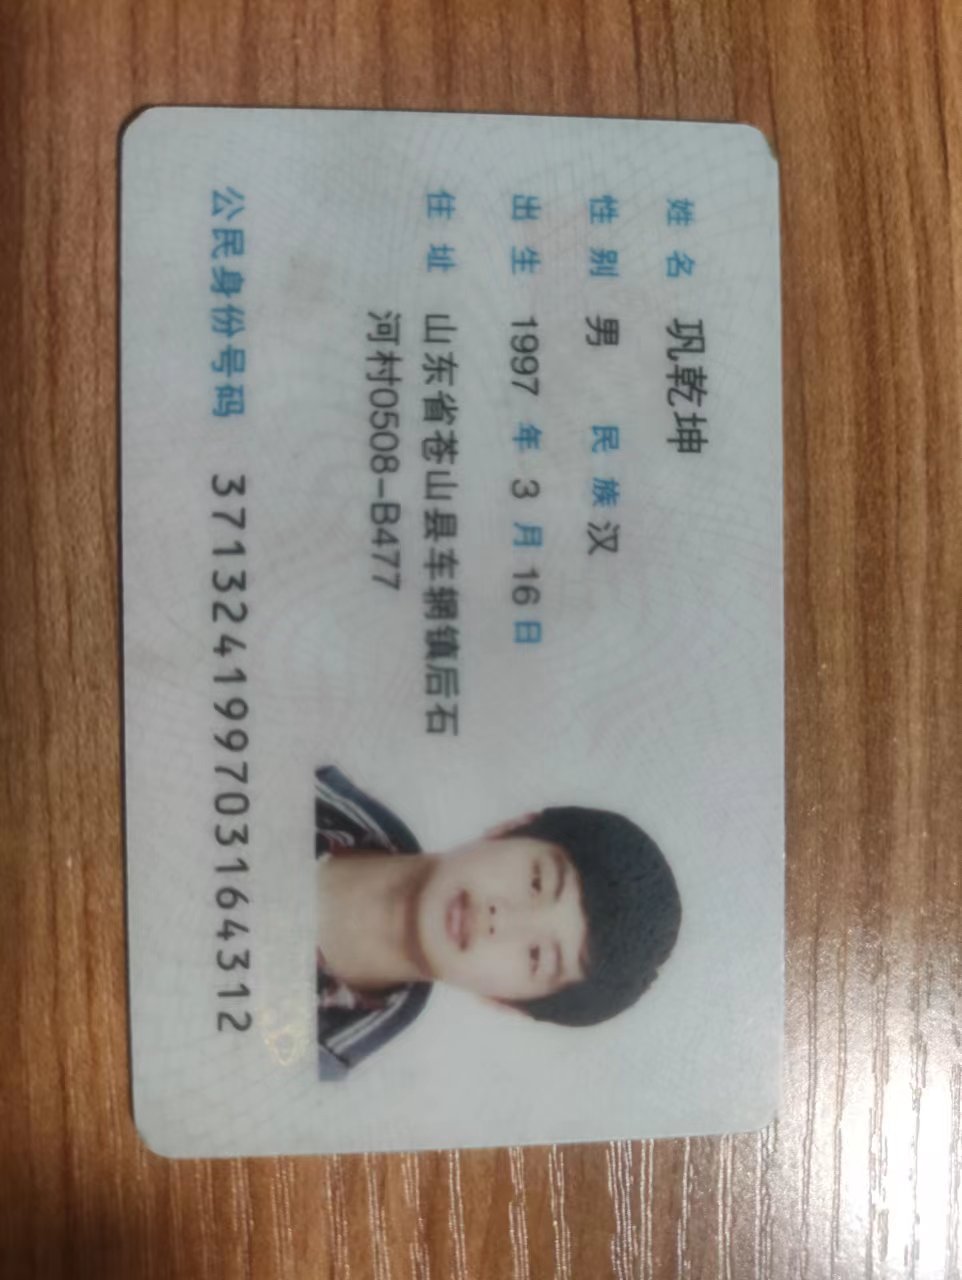 姓名 巩乾坤
性别 男 民族 汉
出生 1997 年 3 月 16 日
住址 山东省苍山县车辋镇后石
河村0508-B477
公民身份号码 371324199703164312